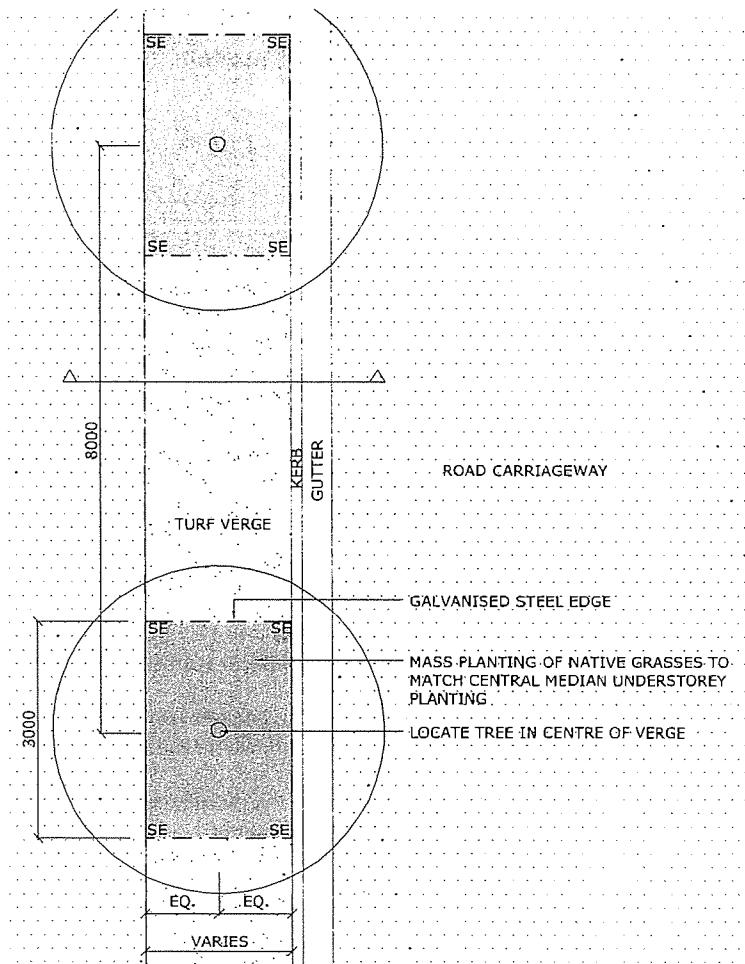 SE SE
SE SE
8000
KERB
GUTTER
ROAD CARRIAGEWAY
TURF VERGE
GALVANISED STEEL EDGE
SE SE
MASS PLANTING OF NATIVE GRASSES TO
MATCH CENTRAL MEDIAN UNDERSTOREY
PLANTING
3000
LOCATE TREE IN CENTRE OF VERGE
SE SE
EQ. EQ.
VARIES